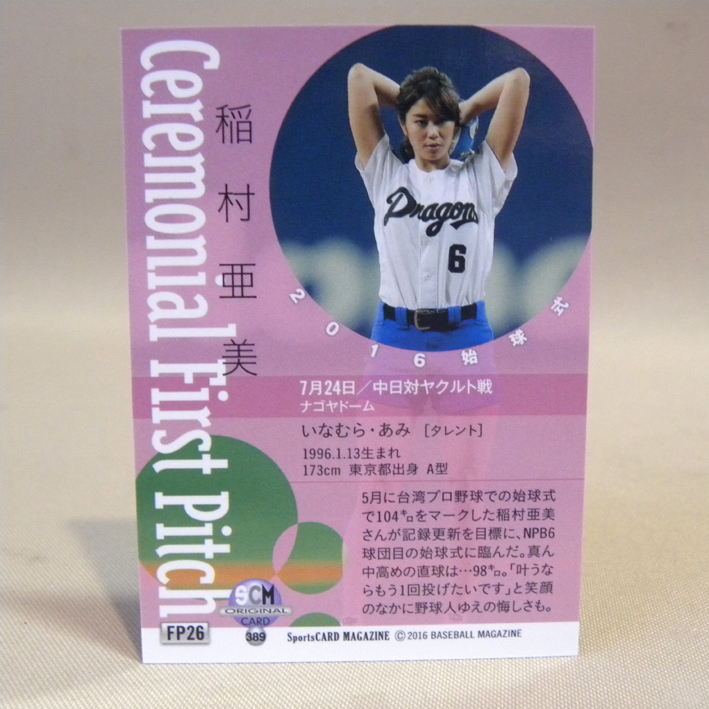 Ceremonial First Pitch
稲村亜美
Dragons
6
2016始球式
7月24日／中日対ヤクルト戦
ナゴヤドーム
いなむら・あみ［タレント］
1996.1.13生まれ
173cm 東京都出身 A型
5月に台湾プロ野球での始球式
で104㌔をマークした稲村亜美
さんが記録更新を目標に、NPB6
球団目の始球式に臨んだ。真ん
中高めの直球は…98㌔。「叶うな
らもう1回投げたいです」と笑顔
のなかに野球人ゆえの悔しさも。
SCM
ORIGINAL
CARD
389
FP26
SportsCARD MAGAZINE ©2016 BASEBALL MAGAZINE